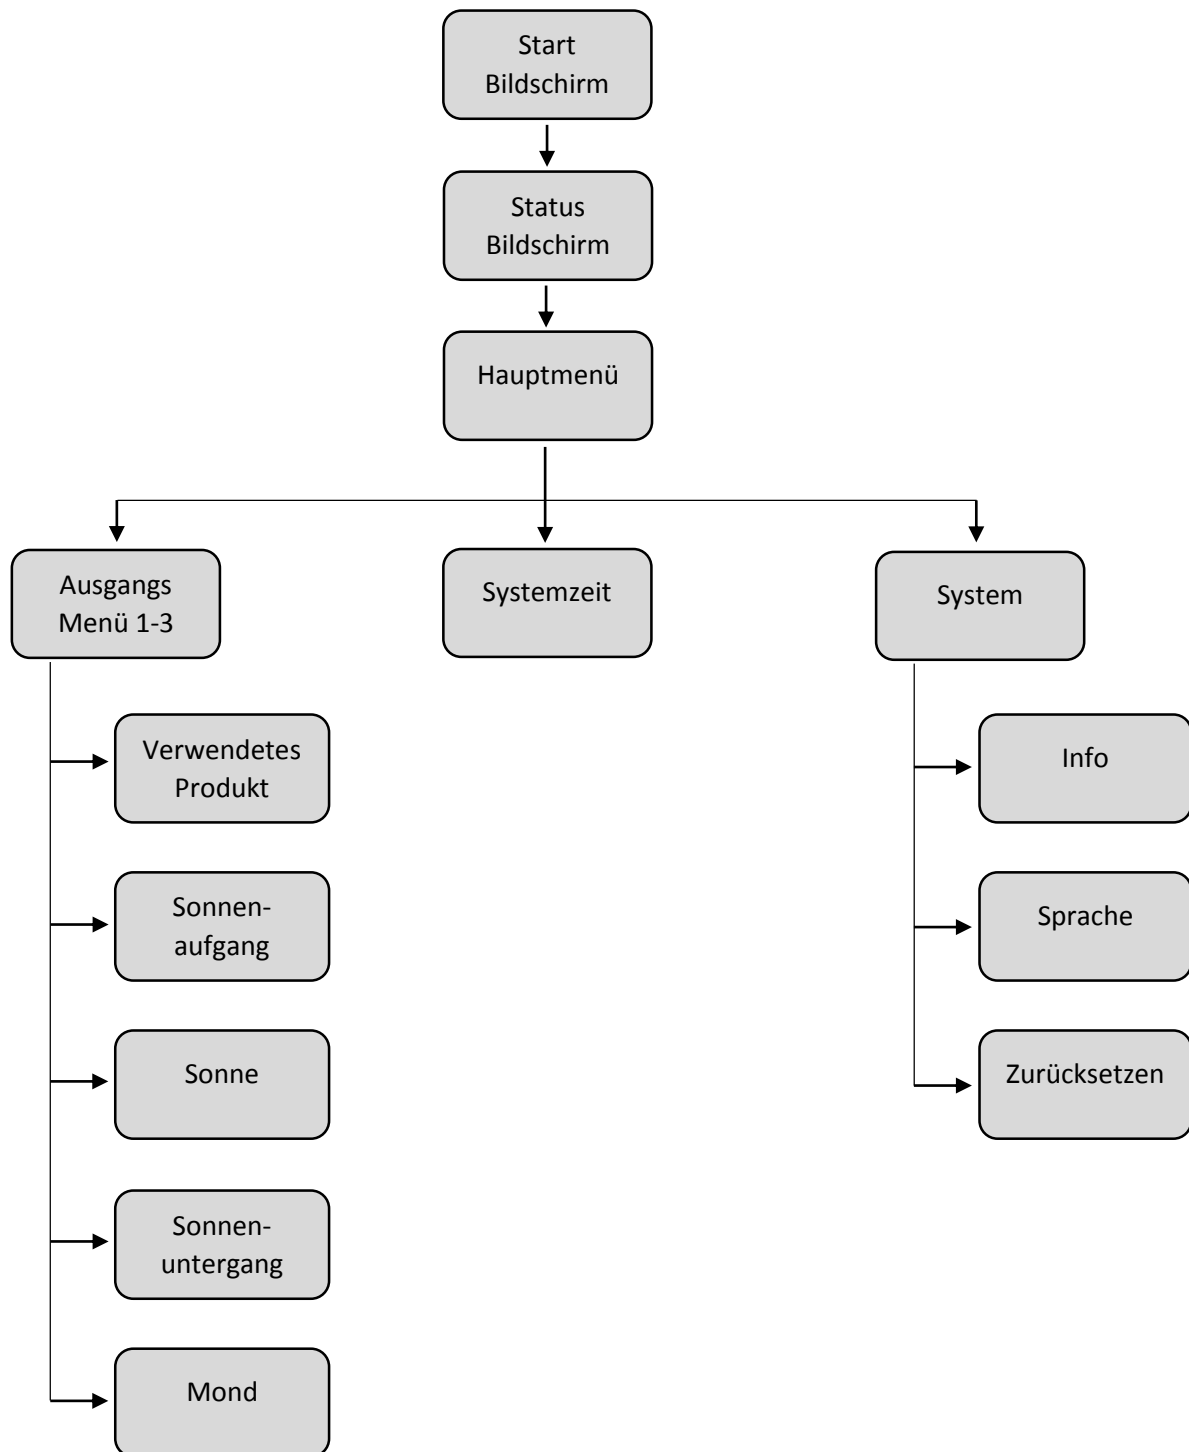 Start
Bildschirm
Status
Bildschirm
Hauptmenü
Ausgangs
Menü 1-3
Systemzeit
System
Verwendetes
Produkt
Sonnen-
aufgang
Sonne
Sonnen-
untergang
Mond
Info
Sprache
Zurücksetzen